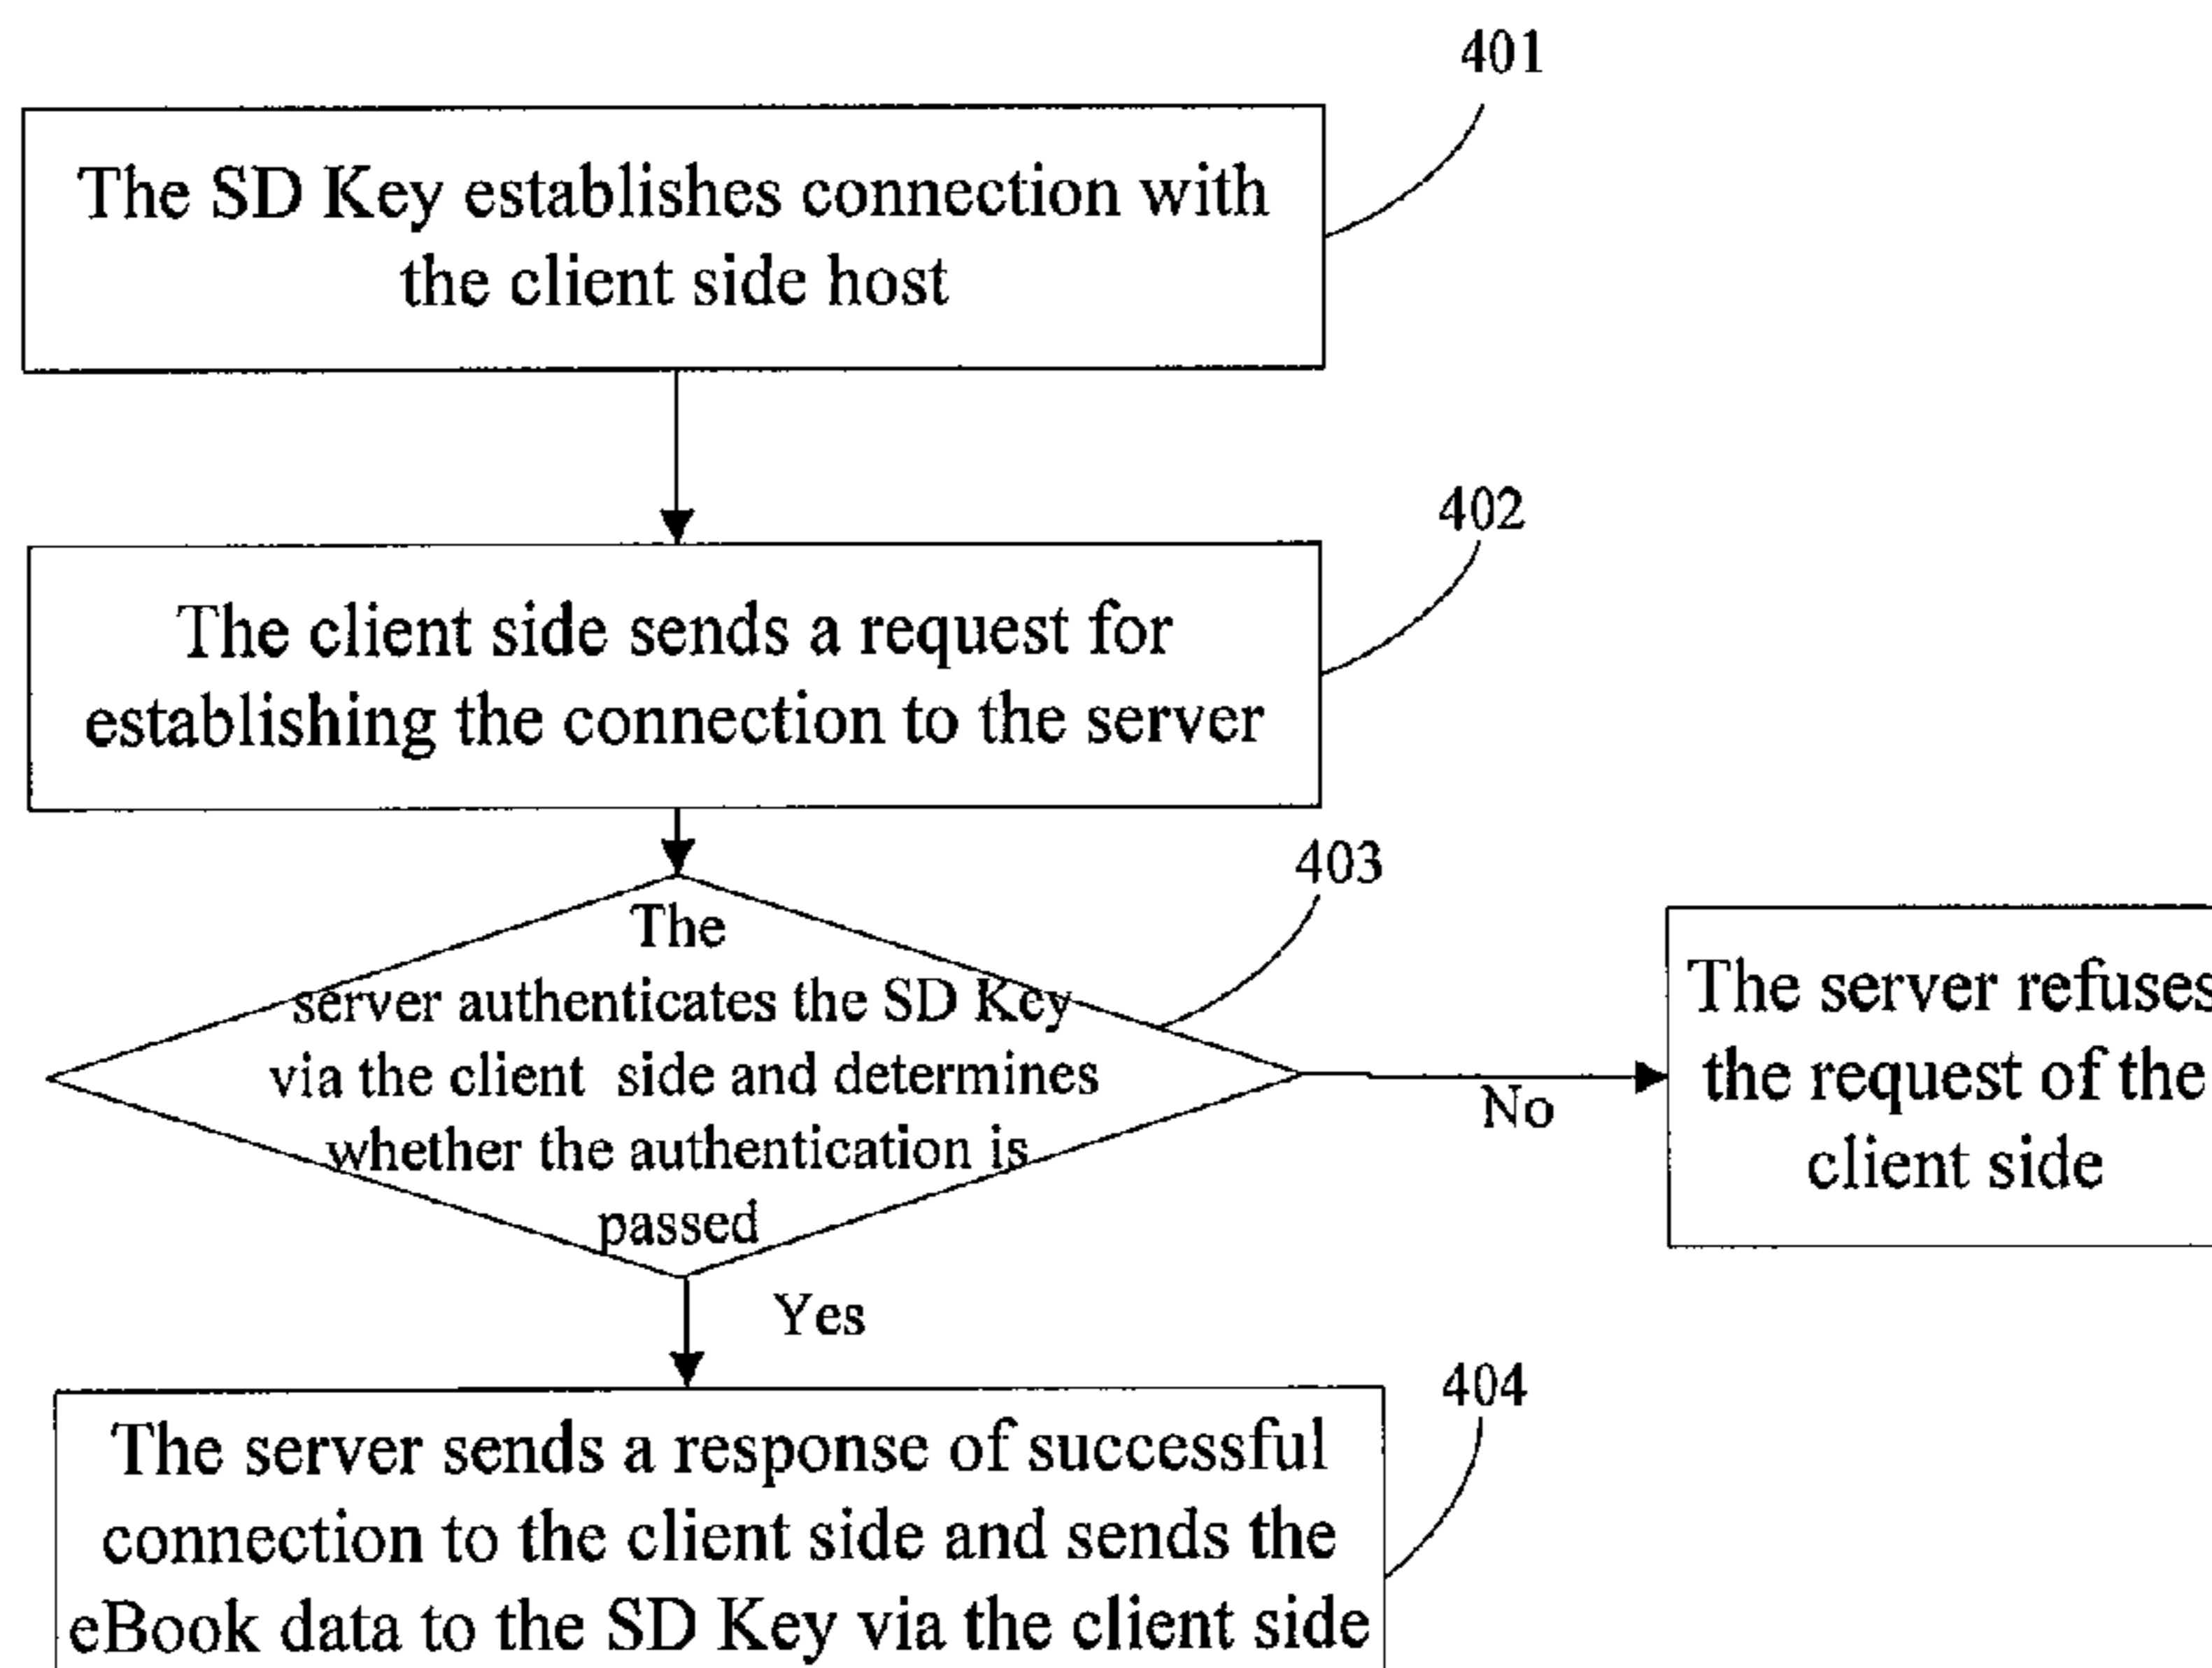 401
The SD Key establishes connection with
the client side host
402
The client side sends a request for
establishing the connection to the server
403
The
server authenticates the SD Key
via the client side and determines
whether the authentication is
passed
No
The server refuses
the request of the
client side
Yes
404
The server sends a response of successful
connection to the client side and sends the
eBook data to the SD Key via the client side